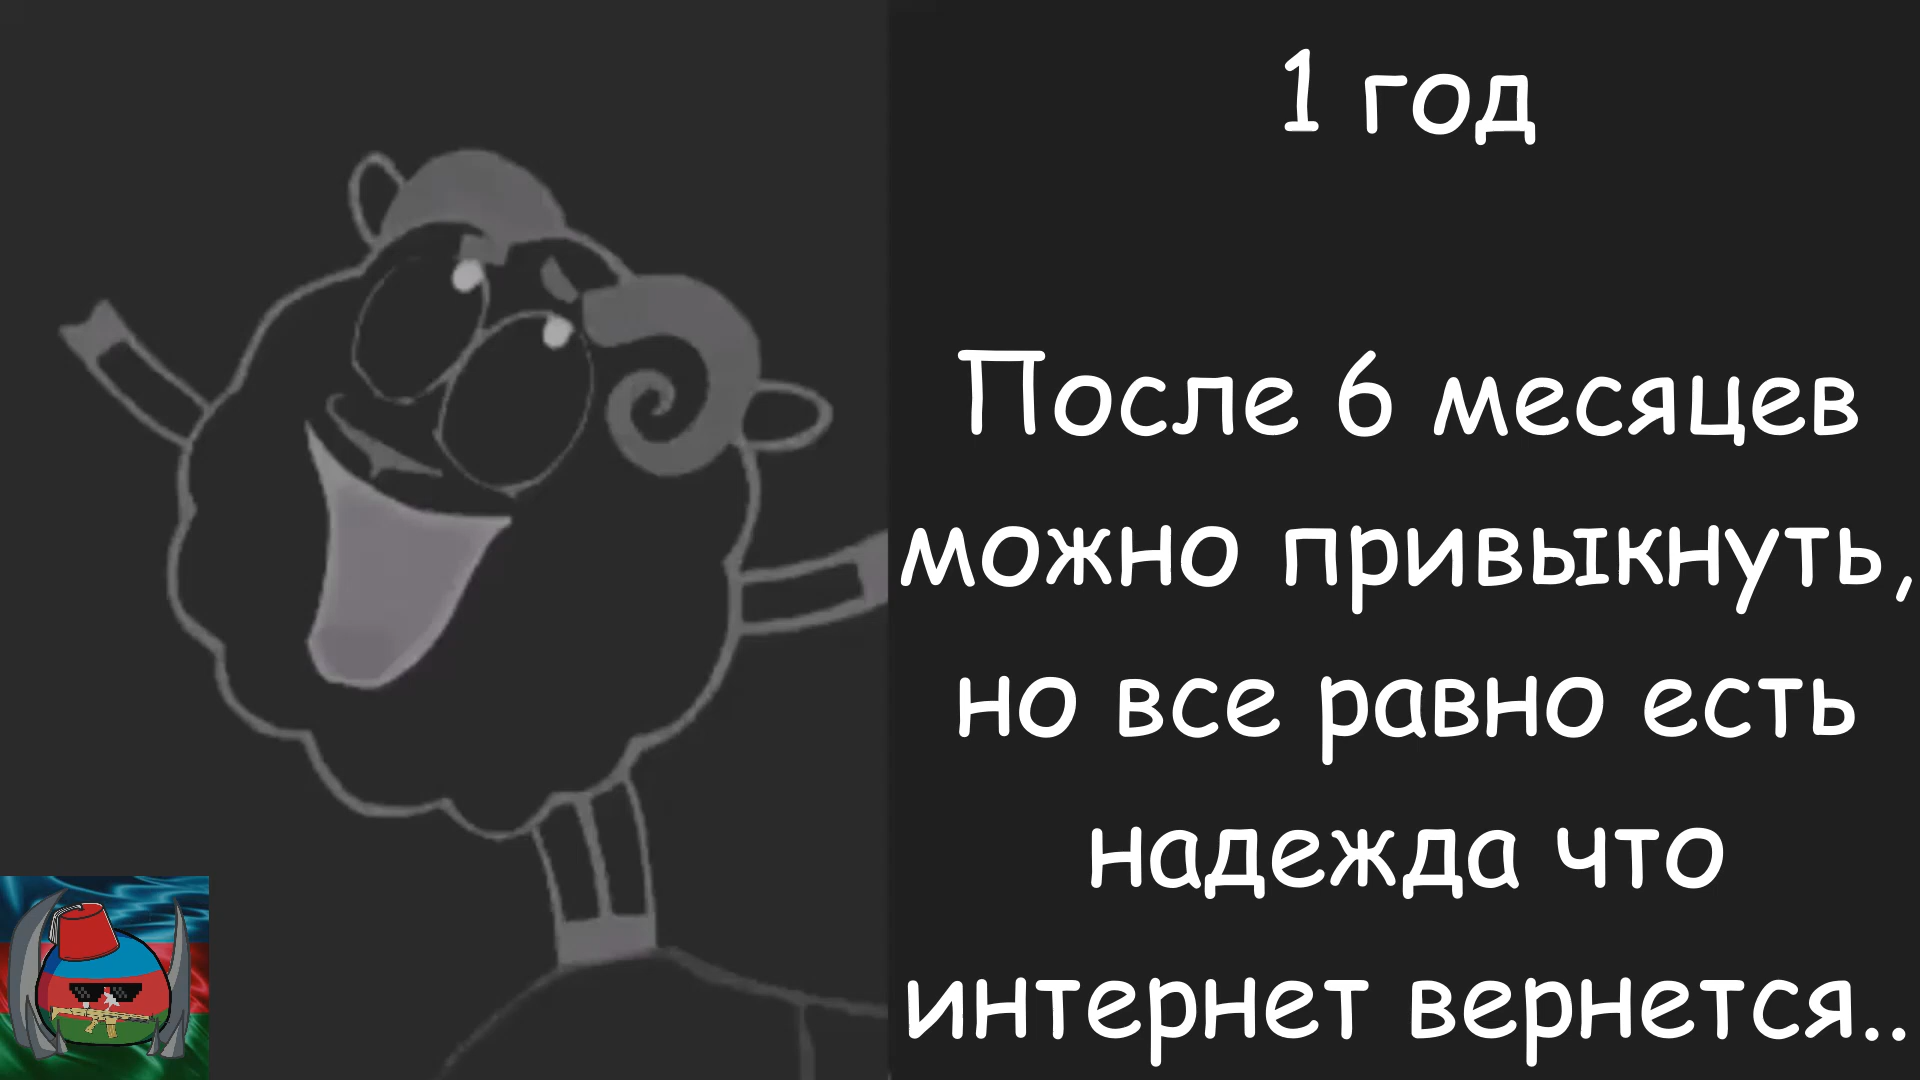 1 год
После 6 месяцев
можно привыкнуть,
но все равно есть
надежда что
интернет вернется..